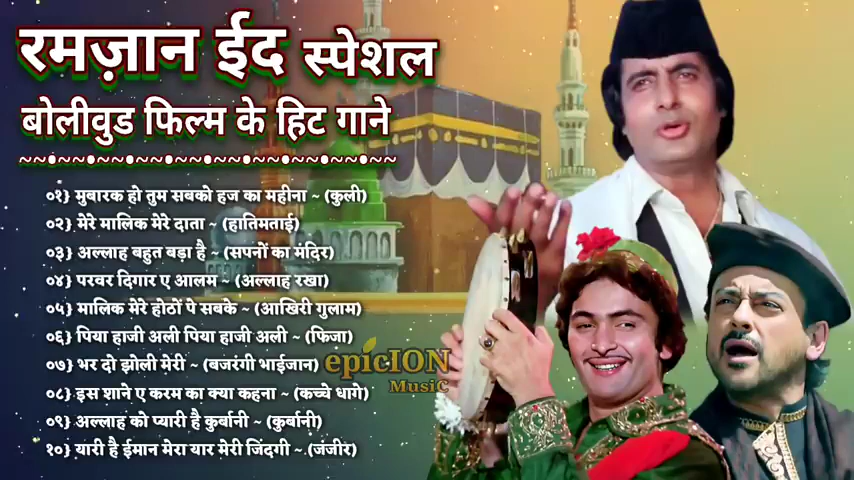 रमज़ान ईद स्पेशल
बोलीवुड फिल्म के हिट गाने
०१} मुबारक हो तुम सबको हज का महीना ~ (कुली)
०२} मेरे मालिक मेरे दाता ~ (हातिमताई)
०३} अल्लाह बहुत बड़ा है ~ (सपनों का मंदिर)
०४} परवर दिगार ए आलम ~ (अल्लाह रखा)
०५} मालिक मेरे होठों पे सबके ~ (आखिरी गुलाम)
०६} पिया हाजी अली पिया हाजी अली ~ (फिजा)
०७} भर दो झोली मेरी ~ (बजरंगी भाईजान)
०८} इस शाने ए करम का क्या कहना ~ (कच्चे धागे)
०९} अल्लाह को प्यारी है कुर्बानी ~ (कुर्बानी)
१०} यारी है ईमान मेरा यार मेरी जिंदगी ~ (जंजीर)
epicION
MusiC